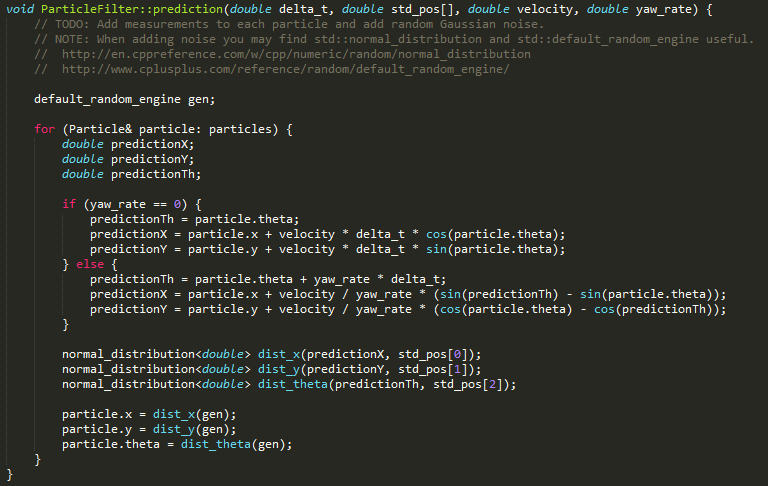 void ParticleFilter::prediction(double delta_t, double std_pos[], double velocity, double yaw_rate) {
    // TODO: Add measurements to each particle and add random Gaussian noise.
    // NOTE: When adding noise you may find std::normal_distribution and std::default_random_engine useful.
    //  http://en.cppreference.com/w/cpp/numeric/random/normal_distribution
    //  http://www.cplusplus.com/reference/random/default_random_engine/

    default_random_engine gen;

    for (Particle& particle: particles) {
        double predictionX;
        double predictionY;
        double predictionTh;

        if (yaw_rate == 0) {
            predictionTh = particle.theta;
            predictionX = particle.x + velocity * delta_t * cos(particle.theta);
            predictionY = particle.y + velocity * delta_t * sin(particle.theta);
        } else {
            predictionTh = particle.theta + yaw_rate * delta_t;
            predictionX = particle.x + velocity / yaw_rate * (sin(predictionTh) - sin(particle.theta));
            predictionY = particle.y + velocity / yaw_rate * (cos(particle.theta) - cos(predictionTh));
        }

        normal_distribution<double> dist_x(predictionX, std_pos[0]);
        normal_distribution<double> dist_y(predictionY, std_pos[1]);
        normal_distribution<double> dist_theta(predictionTh, std_pos[2]);

        particle.x = dist_x(gen);
        particle.y = dist_y(gen);
        particle.theta = dist_theta(gen);
    }
}